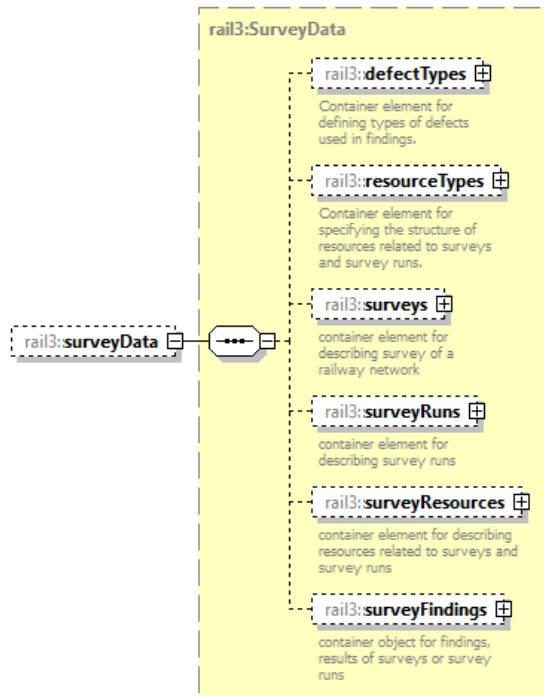 rail3:SurveyData
rail3::defectTypes
Container element for
defining types of defects
used in findings.
rail3::resourceTypes
Container element for
specifying the structure of
resources related to surveys
and survey runs.
rail3::surveys
container element for
describing survey of a
railway network
rail3::surveyData
rail3::surveyRuns
container element for
describing survey runs
rail3::surveyResources
container element for describing
resources related to surveys and
survey runs
rail3::surveyFindings
container object for findings,
results of surveys or survey
runs